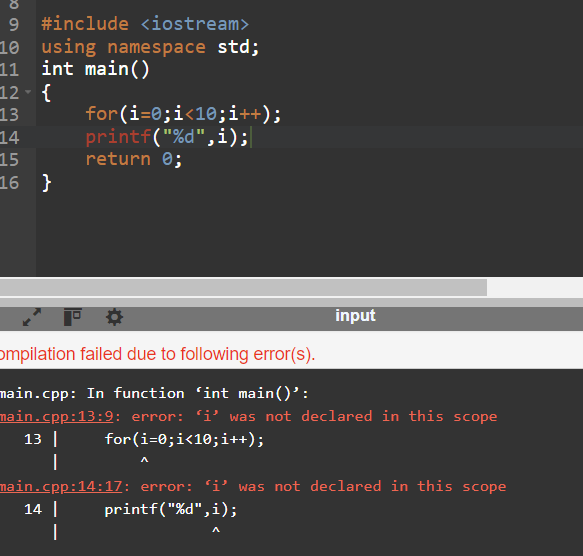 8
9 #include <iostream>
10 using namespace std;
11 int main()
12 {
13 for(i=0;i<10;i++);
14 printf("%d",i);
15 return 0;
16 }
input
ompilation failed due to following error(s).
main.cpp: In function ‘int main()’:
main.cpp:13:9: error: ‘i’ was not declared in this scope
13 | for(i=0;i<10;i++);
| ^
main.cpp:14:17: error: ‘i’ was not declared in this scope
14 | printf("%d",i);
| ^